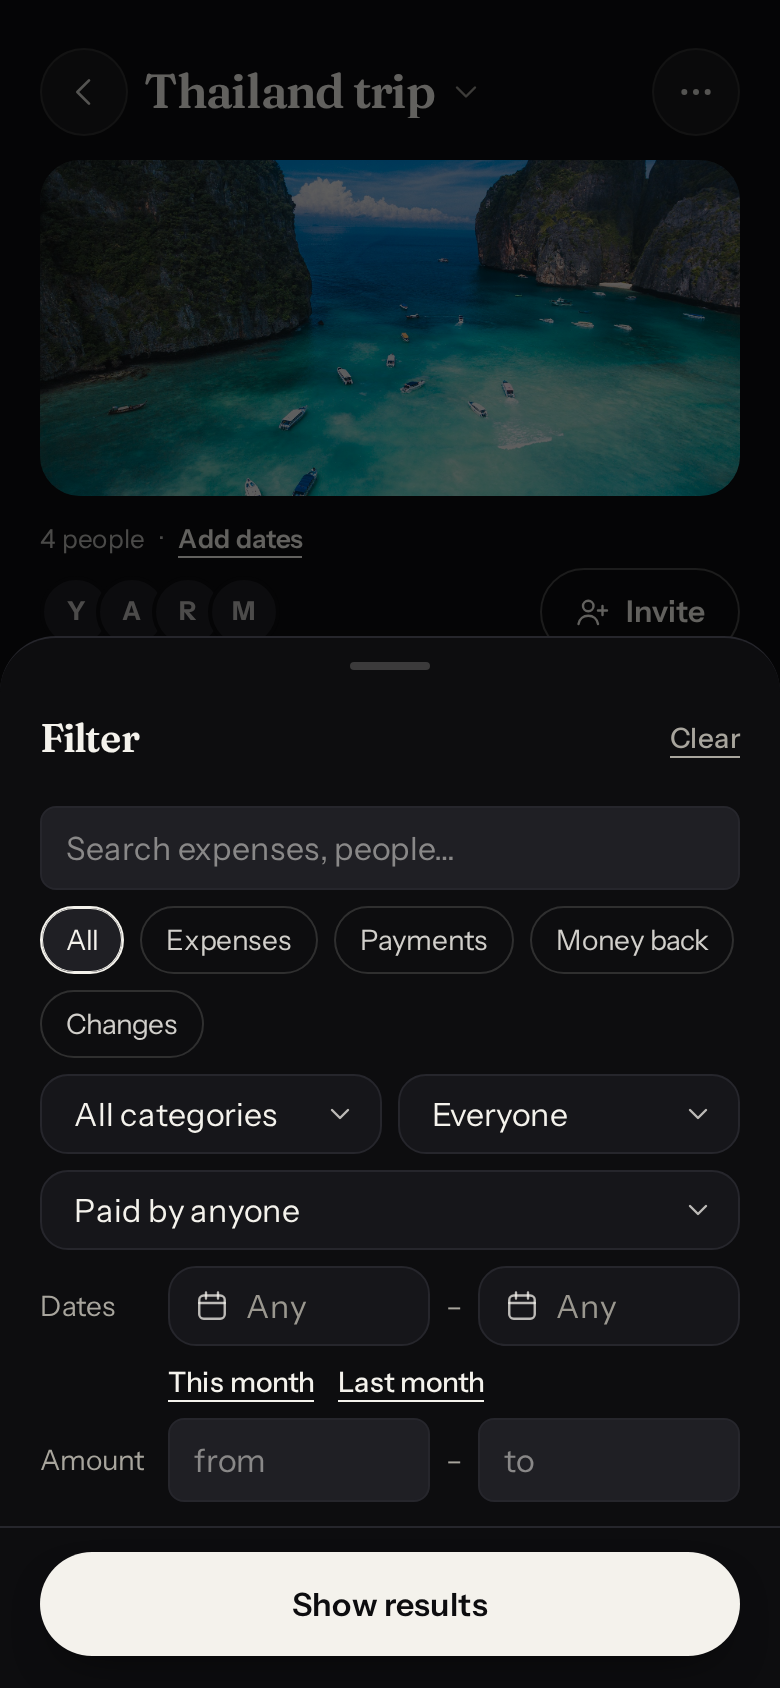 Thailand trip
4 people · Add dates
Y A R M
Invite
Filter
Clear
Search expenses, people...
All Expenses Payments Money back
Changes
All categories Everyone
Paid by anyone
Dates Any – Any
This month Last month
Amount from – to
Show results